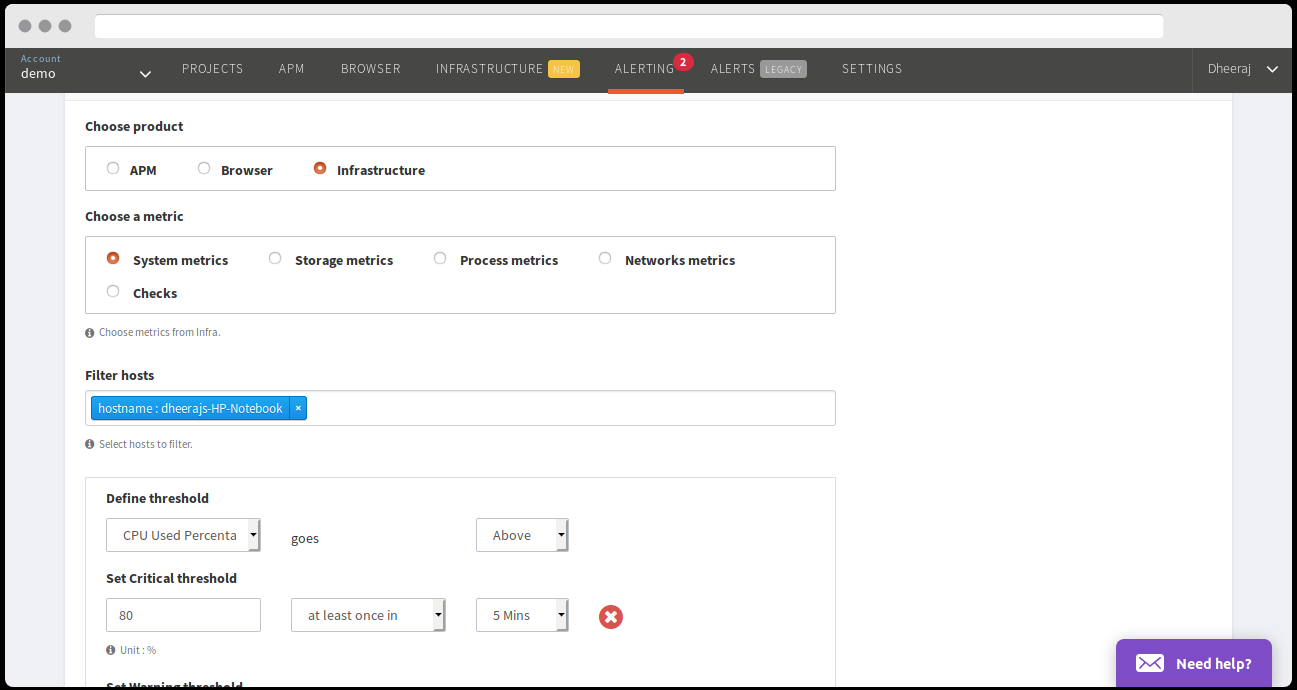 Account
demo
PROJECTS APM BROWSER INFRASTRUCTURE NEW ALERTING 2 ALERTS LEGACY SETTINGS Dheeraj
Choose product
APM Browser Infrastructure
Choose a metric
System metrics Storage metrics Process metrics Networks metrics
Checks
Choose metrics from Infra.
Filter hosts
hostname : dheerajs-HP-Notebook ×
Select hosts to filter.
Define threshold
CPU Used Percenta goes Above
Set Critical threshold
80 at least once in 5 Mins
Unit : %
Need help?
Set Warning threshold